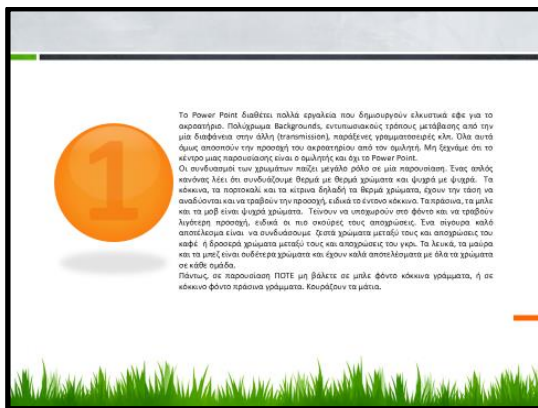 1
Το Power Point διαθέτει πολλά εργαλεία που δημιουργούν ελκυστικά εφε για το
ακροατήριο. Πολύχρωμα Backgrounds, εντυπωσιακούς τρόπους μετάβασης από την
μία διαφάνεια στην άλλη (transmission), παράξενες γραμματοσειρές κλπ. Όλα αυτά
όμως αποσπούν την προσοχή του ακροατηρίου από τον ομιλητή. Μη ξεχνάμε ότι το
κέντρο μιας παρουσίασης είναι ο ομιλητής και όχι το Power Point.
Οι συνδυασμοί των χρωμάτων παίζει μεγάλο ρόλο σε μία παρουσίαση. Ένας απλός
κανόνας λέει ότι συνδυάζουμε θερμά με θερμά χρώματα και ψυχρά με ψυχρά. Τα
κόκκινα, τα πορτοκαλί και τα κίτρινα δηλαδή τα θερμά χρώματα, έχουν την τάση να
αναδύονται και να τραβούν την προσοχή, ειδικά το έντονο κόκκινο. Τα πράσινα, τα μπλε
και τα μοβ είναι ψυχρά χρώματα. Τείνουν να υποχωρούν στο φόντο και να τραβούν
λιγότερη προσοχή, ειδικά οι πιο σκούρες τους αποχρώσεις. Ένα σίγουρα καλό
αποτέλεσμα είναι να συνδυάσουμε ζεστά χρώματα μεταξύ τους και αποχρώσεις του
καφέ ή δροσερά χρώματα μεταξύ τους και αποχρώσεις του γκρι. Τα λευκά, τα μαύρα
και τα μπεζ είναι ουδέτερα χρώματα και έχουν καλά αποτελέσματα με όλα τα χρώματα
σε κάθε ομάδα.
Πάντως, σε παρουσίαση ΠΟΤΕ μη βάλετε σε μπλε φόντο κόκκινα γράμματα, ή σε
κόκκινο φόντο πράσινα γράμματα. Κουράζουν τα μάτια.